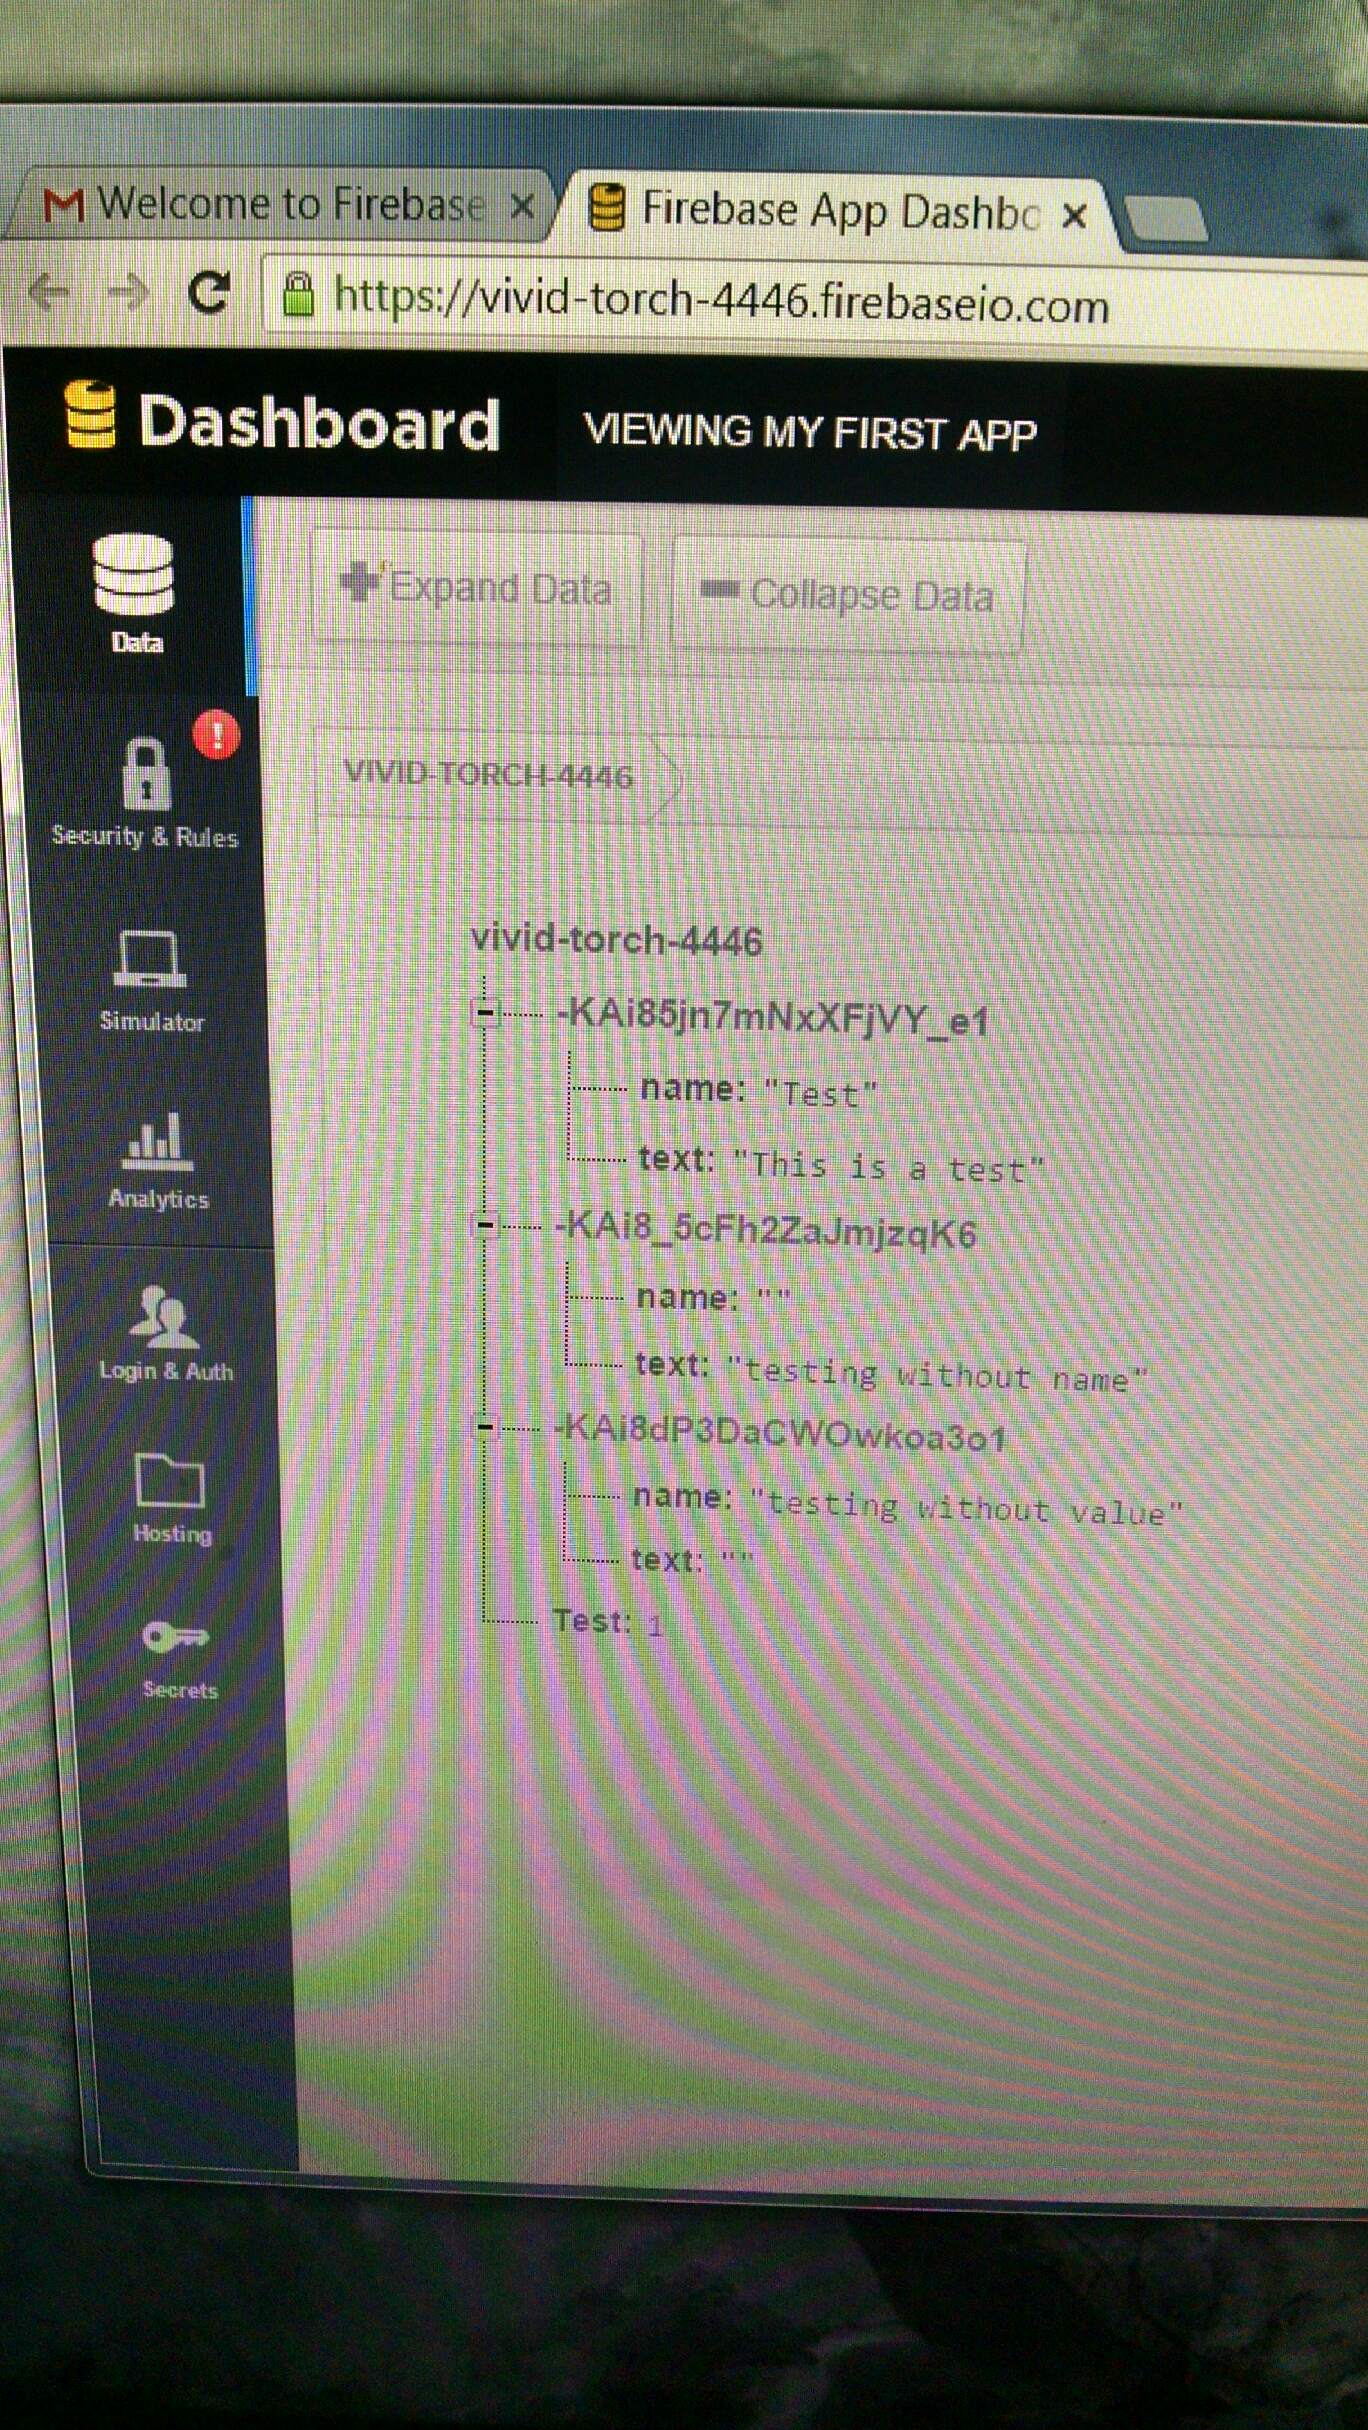 Welcome to Firebase
Firebase App Dashbo
https://vivid-torch-4446.firebaseio.com
Dashboard VIEWING MY FIRST APP
Data
Expand Data
Collapse Data
Security & Rules
VIVID-TORCH-4446
Simulator
Analytics
Login & Auth
Hosting
Secrets
vivid-torch-4446
-KAi85jn7mNxXFjVY_e1
name: "Test"
text: "This is a test"
-KAi8_5cFh2ZaJmjzqK6
name: ""
text: "testing without name"
-KAi8dP3DaCWOwkoa3o1
name: "testing without value"
text: ""
Test: 1